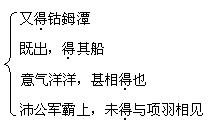 又得钴鉧潭
既出，得其船
意气洋洋，甚相得也
沛公军霸上，未得与项羽相见